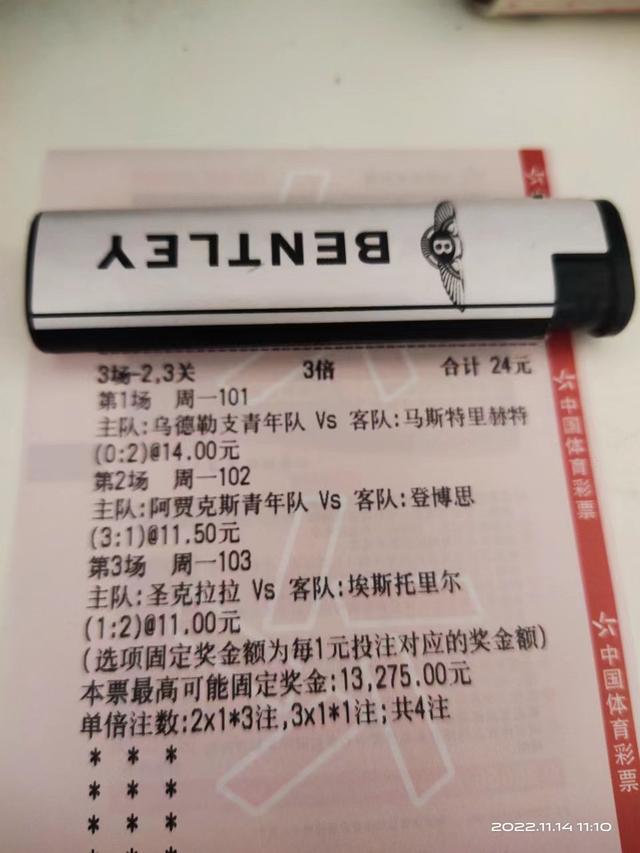 BENTLEY
B
3场-2,3关 3倍 合计 24元
第1场 周一101
主队:乌德勒支青年队 Vs 客队:马斯特里赫特
(0:2)@14.00元
第2场 周一102
主队:阿贾克斯青年队 Vs 客队:登博思
(3:1)@11.50元
第3场 周一103
主队:圣克拉拉 Vs 客队:埃斯托里尔
(1:2)@11.00元
(选项固定奖金额为每1元投注对应的奖金额)
本票最高可能固定奖金:13,275.00元
单倍注数:2x1*3注,3x1*1注;共4注
* * *
* * *
* * *
* * *
中国体育彩票
中国体育彩票
2022.11.14 11:10